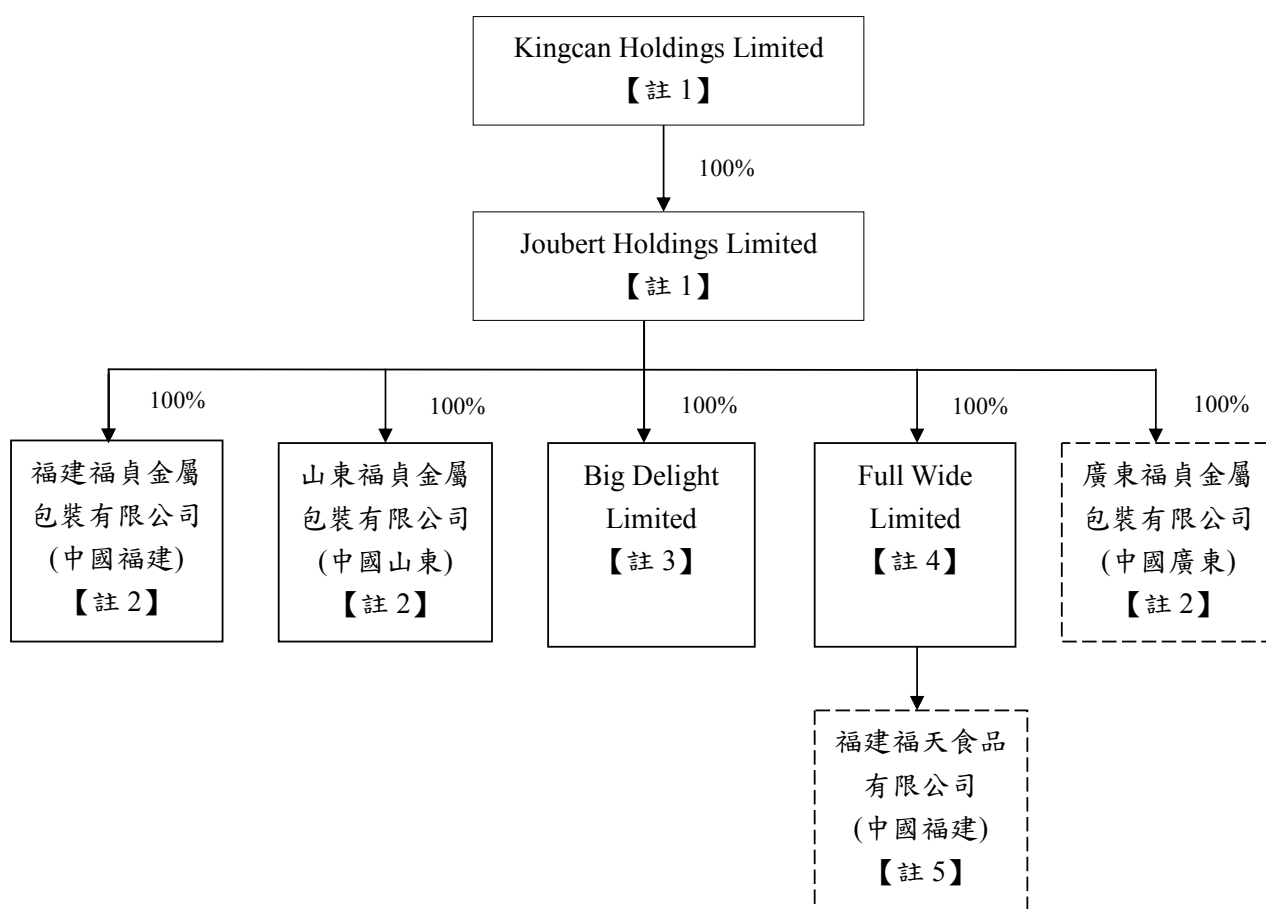 Kingcan Holdings Limited
【註 1】
100%
Joubert Holdings Limited
【註 1】
100%
100%
100%
100%
100%
福建福貞金屬
包裝有限公司
(中國福建)
【註 2】
山東福貞金屬
包裝有限公司
(中國山東)
【註 2】
Big Delight
Limited
【註 3】
Full Wide
Limited
【註 4】
廣東福貞金屬
包裝有限公司
(中國廣東)
【註 2】
福建福天食品
有限公司
(中國福建)
【註 5】